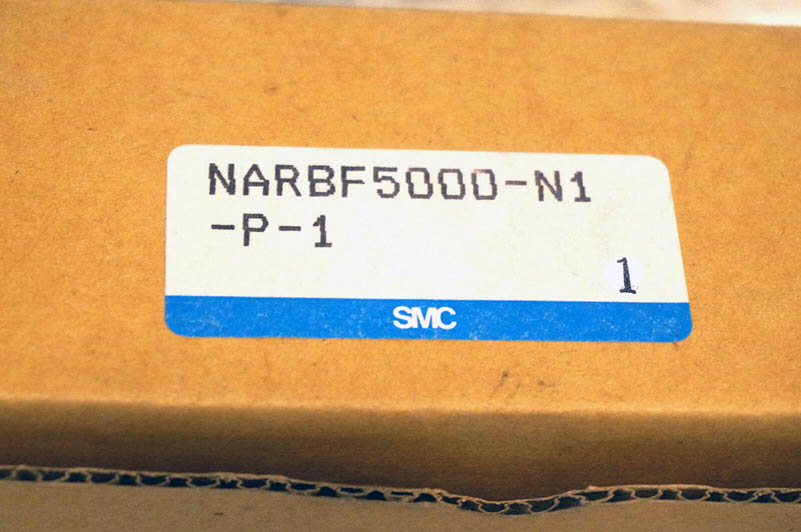 NARBF5000-N1
-P-1
1
SMC